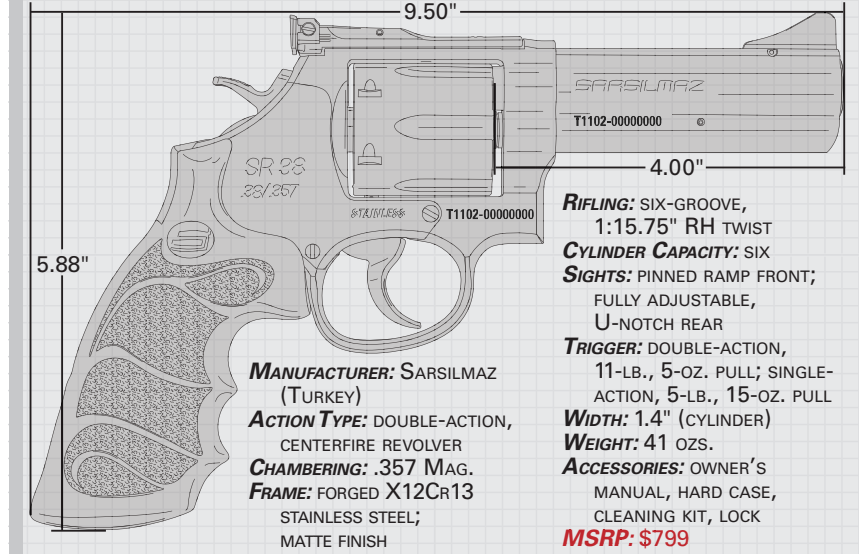 9.50"
SARSILMAZ
T1102-00000000
4.00"
SR 38
.38/.357
STAINLESS
T1102-00000000
5.88"
MANUFACTURER: SARSILMAZ
(TURKEY)
ACTION TYPE: DOUBLE-ACTION,
CENTERFIRE REVOLVER
CHAMBERING: .357 MAG.
FRAME: FORGED X12CR13
STAINLESS STEEL;
MATTE FINISH
RIFLING: SIX-GROOVE,
1:15.75" RH TWIST
CYLINDER CAPACITY: SIX
SIGHTS: PINNED RAMP FRONT;
FULLY ADJUSTABLE,
U-NOTCH REAR
TRIGGER: DOUBLE-ACTION,
11-LB., 5-OZ. PULL; SINGLE-
ACTION, 5-LB., 15-OZ. PULL
WIDTH: 1.4" (CYLINDER)
WEIGHT: 41 OZS.
ACCESSORIES: OWNER'S
MANUAL, HARD CASE,
CLEANING KIT, LOCK
MSRP: $799